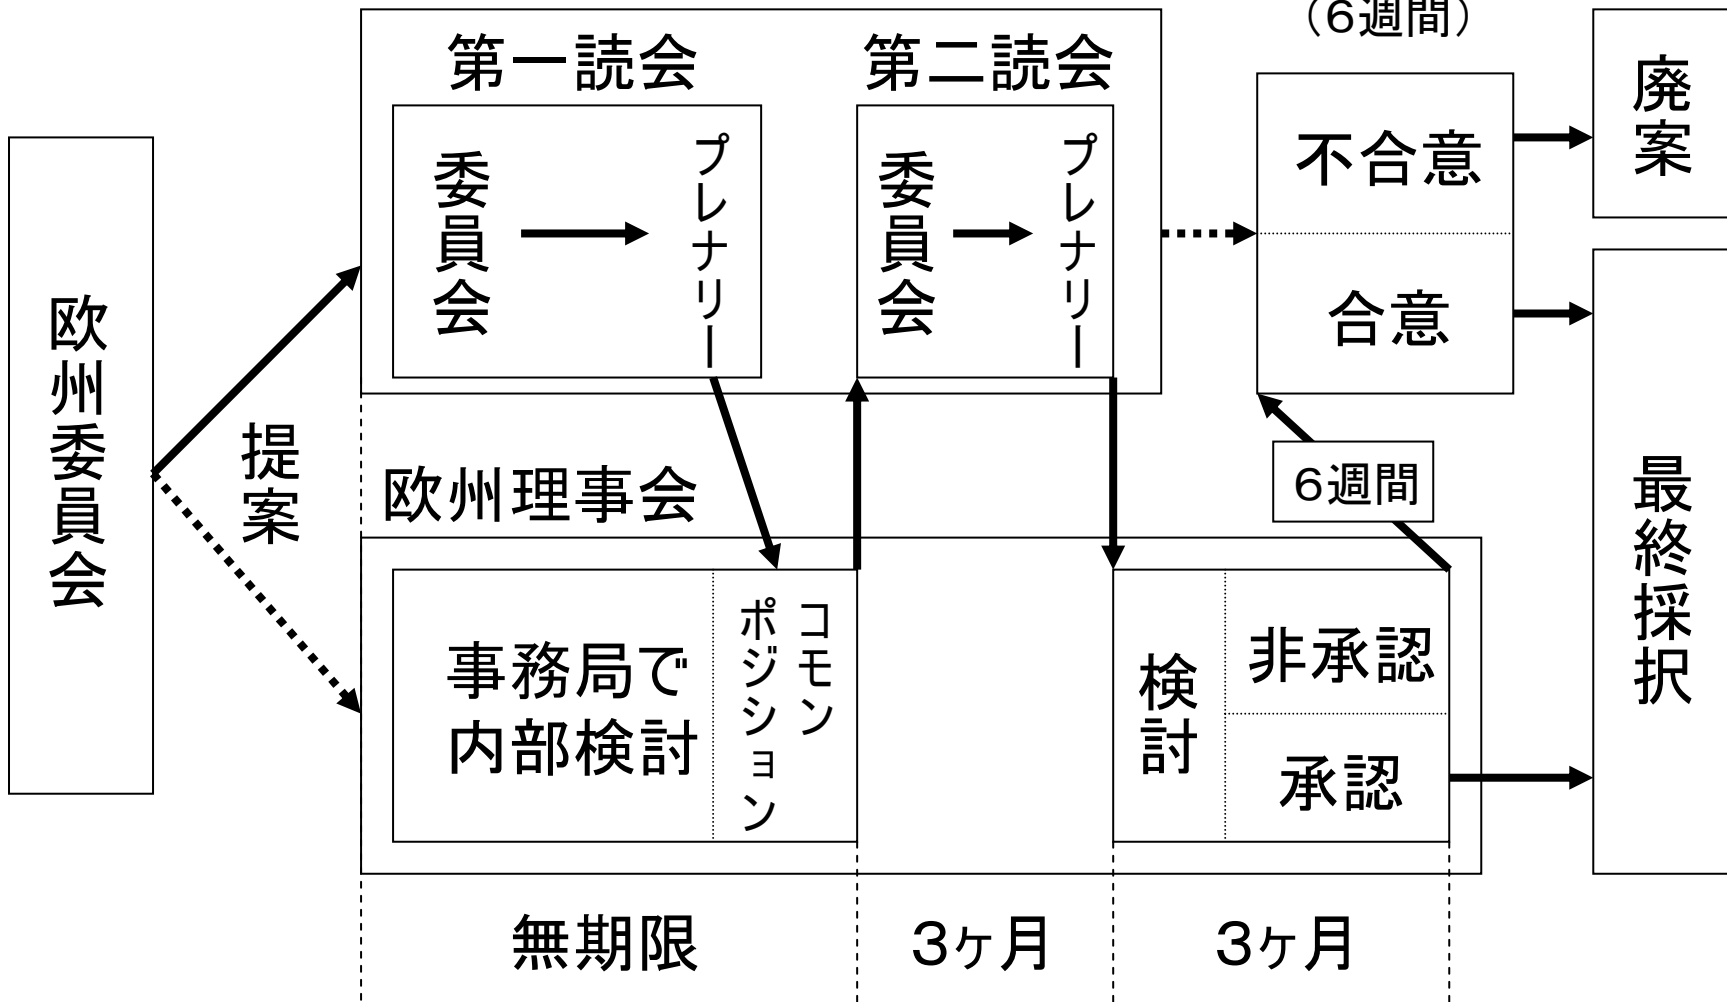 （６週間）
第一読会
第二読会
委員会
プレナリー
委員会
プレナリー
不合意
合意
廃案
欧州委員会
提案
欧州理事会
６週間
事務局で
内部検討
コモン
ポジション
検討
非承認
承認
最終採択
無期限
３ヶ月
３ヶ月